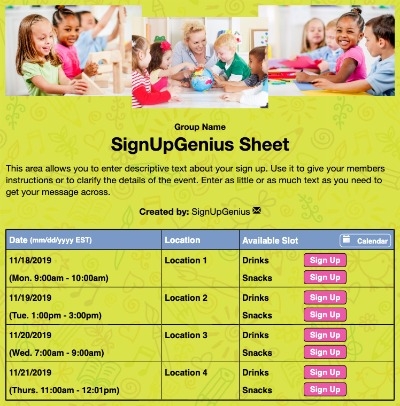 Group Name
SignUpGenius Sheet
This area allows you to enter descriptive text about your sign up. Use it to give your members
instructions or to clarify the details of the event. Enter as little or as much text as you need to
get your message across.
Created by: SignUpGenius
Date (mm/dd/yyyy EST) Location Available Slot Calendar
11/18/2019 Location 1 Drinks Sign Up
(Mon. 9:00am - 10:00am) Snacks Sign Up
11/19/2019 Location 2 Drinks Sign Up
(Tue. 1:00pm - 3:00pm) Snacks Sign Up
11/20/2019 Location 3 Drinks Sign Up
(Wed. 7:00am - 9:00am) Snacks Sign Up
11/21/2019 Location 4 Drinks Sign Up
(Thurs. 11:00am - 12:01pm) Snacks Sign Up